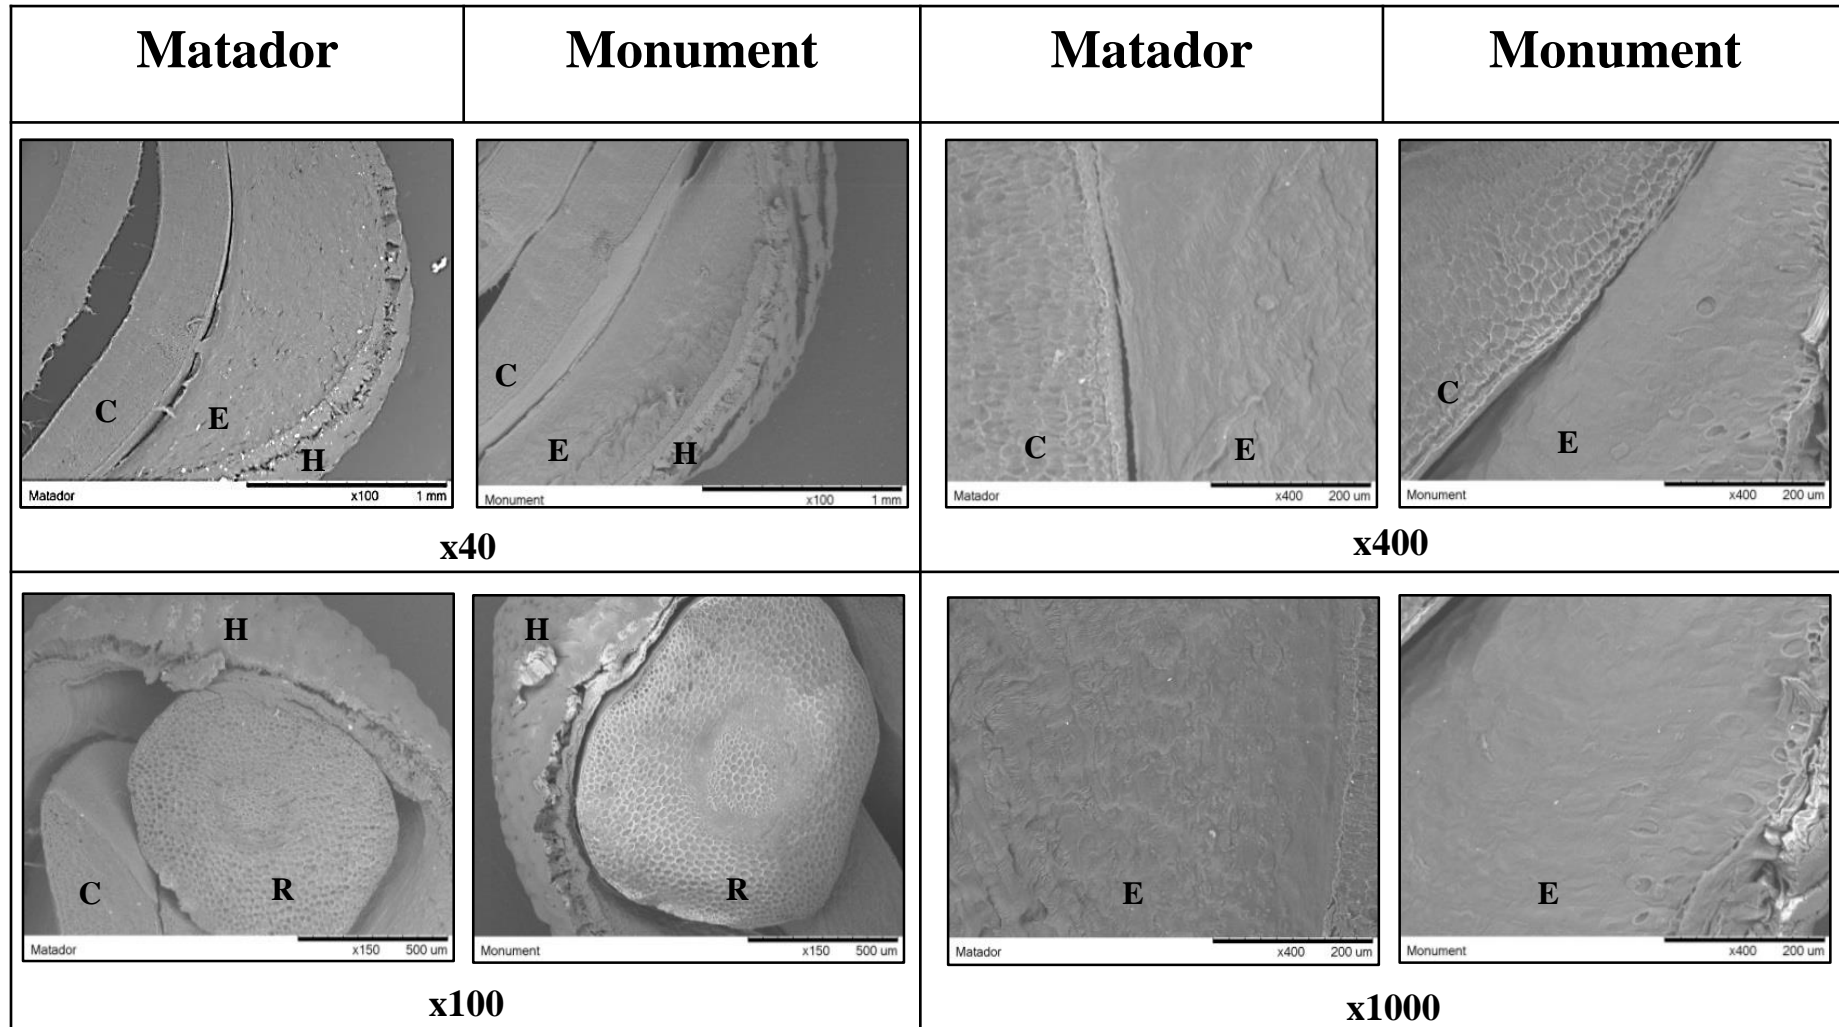 Matador Monument Matador Monument
C E H
Matador x100 1 mm
C E H
Monument x100 1 mm
C E
Matador x400 200 um
C E
Monument x400 200 um
x40 x400
H C R
Matador x150 500 um
H R
Monument x150 500 um
E
Matador x400 200 um
E
Monument x400 200 um
x100 x1000